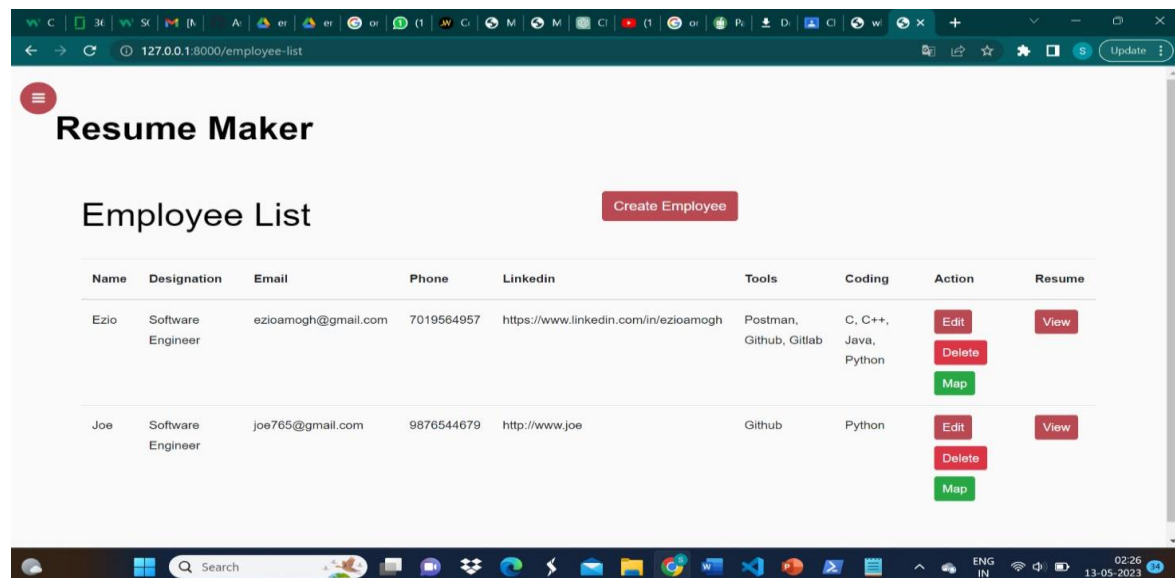 127.0.0.1:8000/employee-list
S
Update
Resume Maker
Employee List
Create Employee
Name Designation Email Phone Linkedin Tools Coding Action Resume
Ezio Software ezioamogh@gmail.com 7019564957 https://www.linkedin.com/in/ezioamogh Postman, C, C++, Edit View
Engineer Github, Gitlab Java, Delete
Python
Map
Joe Software joe765@gmail.com 9876544679 http://www.joe Github Python Edit View
Engineer Delete
Map
Search
ENG 02:26
IN 13-05-2023 34